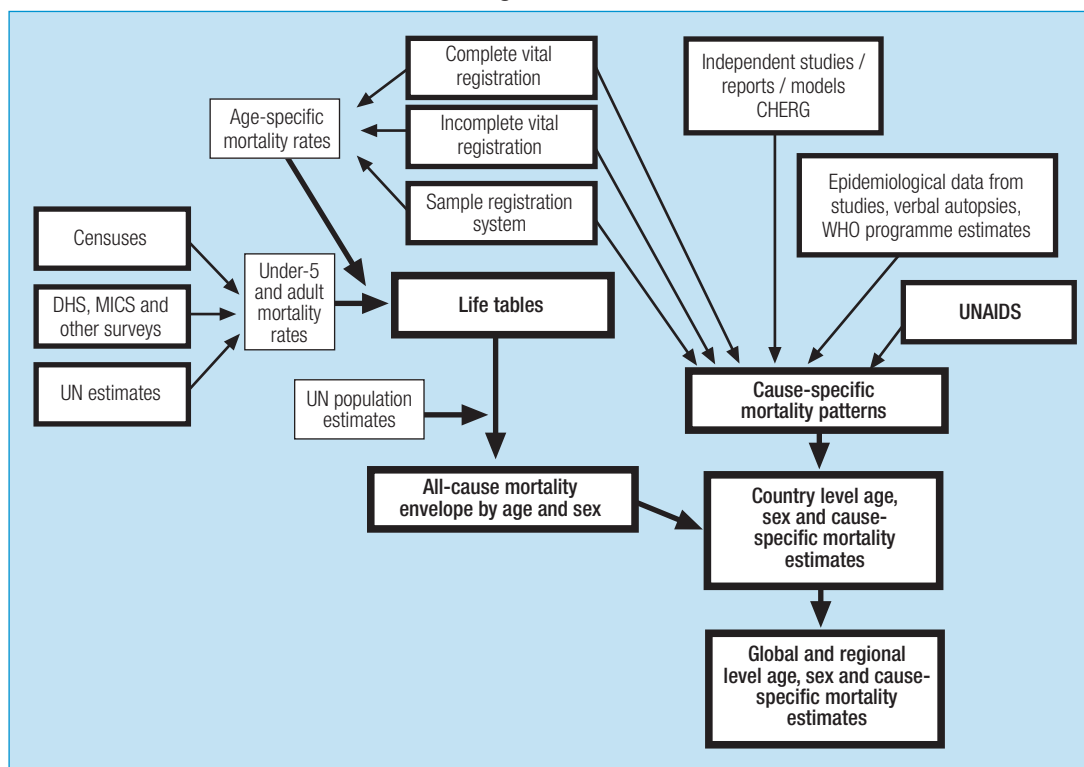 Complete vital
registration
Independent studies /
reports / models
CHERG
Age-specific
mortality rates
Incomplete vital
registration
Epidemiological data from
studies, verbal autopsies,
WHO programme estimates
Sample registration
system
Censuses
Under-5
and adult
mortality
rates
DHS, MICS and
other surveys
Life tables
UNAIDS
UN estimates
UN population
estimates
Cause-specific
mortality patterns
All-cause mortality
envelope by age and sex
Country level age,
sex and cause-
specific mortality
estimates
Global and regional
level age, sex and cause-
specific mortality
estimates